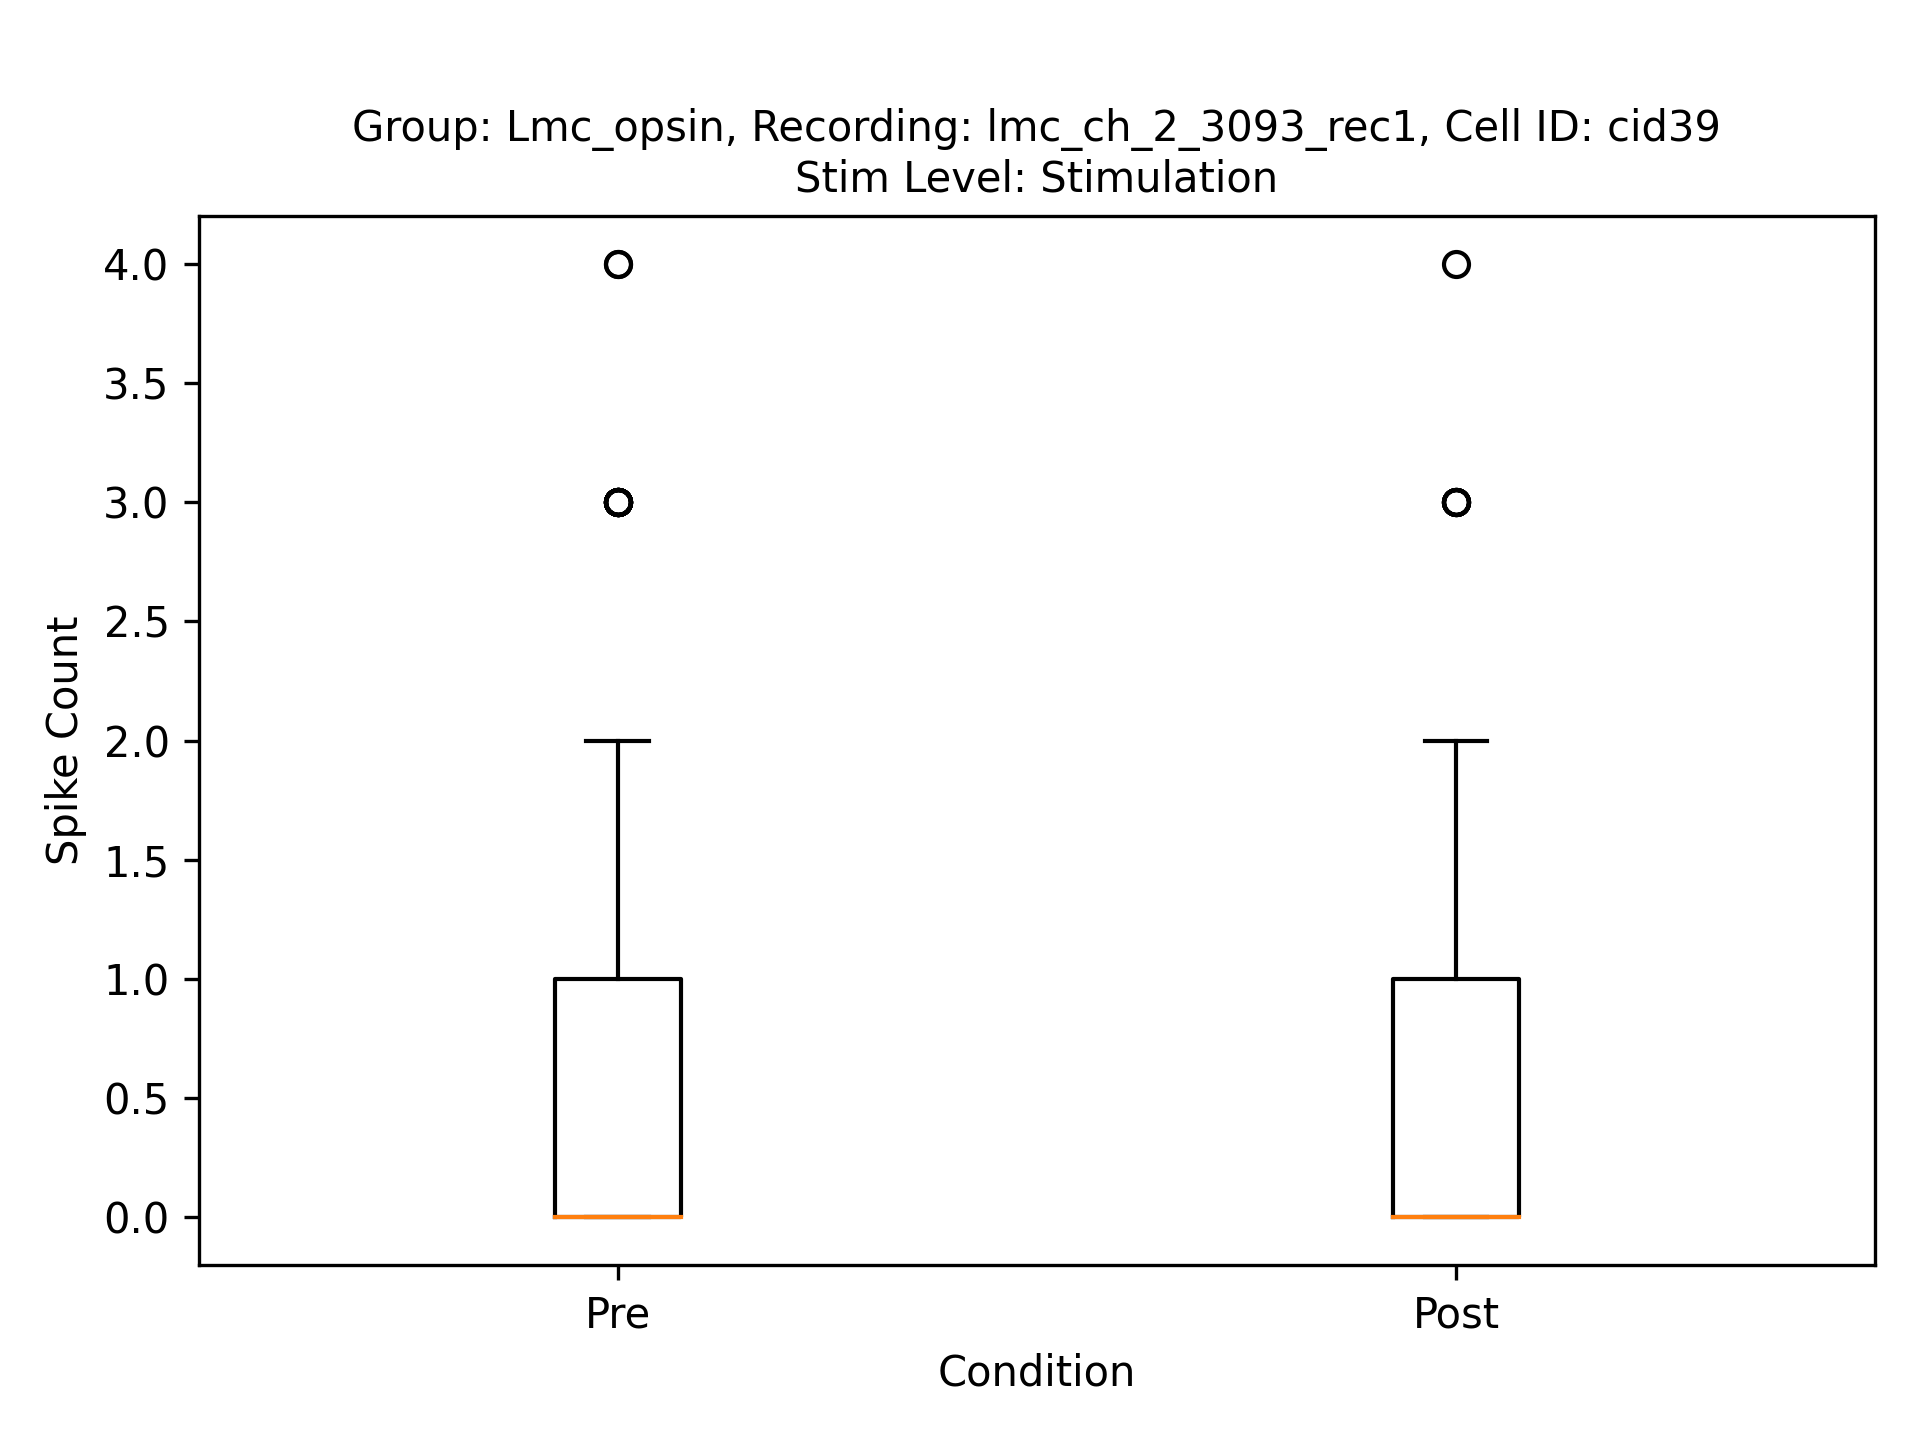 Group: Lmc_opsin, Recording: lmc_ch_2_3093_rec1, Cell ID: cid39
Stim Level: Stimulation
4.0
3.5
3.0
2.5
2.0
1.5
1.0
0.5
0.0
Spike Count
Pre
Post
Condition